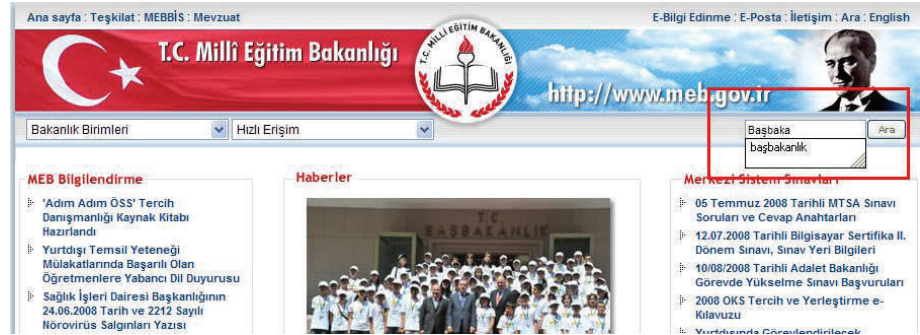 Ana sayfa : Teşkilat : MEBBİS : Mevzuat
E-Bilgi Edinme : E-Posta : İletişim : Ara : English
T.C. Millî Eğitim Bakanlığı
T.C. MİLLİ EĞİTİM BAKANLIĞI
http://www.meb.gov.tr
Bakanlık Birimleri
Hızlı Erişim
Başbaka
Ara
başbakanlık
MEB Bilgilendirme
'Adım Adım ÖSS' Tercih
Danışmanlığı Kaynak Kitabı
Hazırlandı
Yurtdışı Temsil Yeteneği
Mülakatlarında Başarılı Olan
Öğretmenlere Yabancı Dil Duyurusu
Sağlık İşleri Dairesi Başkanlığının
24.06.2008 Tarih ve 2212 Sayılı
Nörovirüs Salgınları Yazısı
Haberler
T.C.
BAŞBAKANLIK
Merkezi Sistem Sınavları
05 Temmuz 2008 Tarihli MTSA Sınavı
Soruları ve Cevap Anahtarları
12.07.2008 Tarihli Bilgisayar Sertifika II.
Dönem Sınavı, Sınav Yeri Bilgileri
10/08/2008 Tarihli Adalet Bakanlığı
Görevde Yükselme Sınavı Başvuruları
2008 OKS Tercih ve Yerleştirme e-
Kılavuzu
Yurtdışında Görevlendirilecek